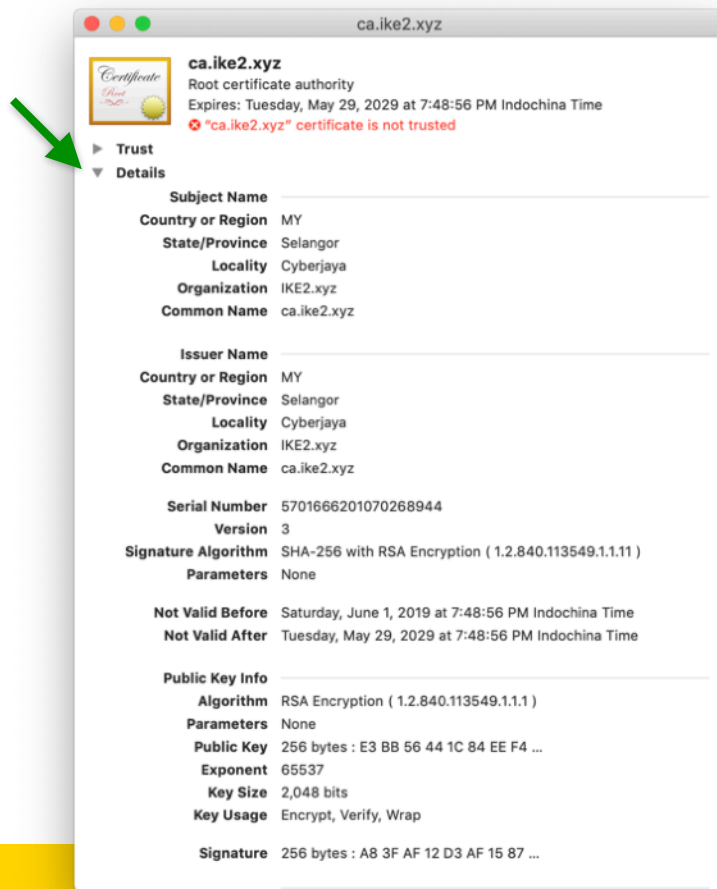 ca.ike2.xyz
Certificate
Root
ca.ike2.xyz
Root certificate authority
Expires: Tuesday, May 29, 2029 at 7:48:56 PM Indochina Time
"ca.ike2.xyz" certificate is not trusted
Trust
Details
Subject Name
Country or Region MY
State/Province Selangor
Locality Cyberjaya
Organization IKE2.xyz
Common Name ca.ike2.xyz
Issuer Name
Country or Region MY
State/Province Selangor
Locality Cyberjaya
Organization IKE2.xyz
Common Name ca.ike2.xyz
Serial Number 5701666201070268944
Version 3
Signature Algorithm SHA-256 with RSA Encryption ( 1.2.840.113549.1.1.11 )
Parameters None
Not Valid Before Saturday, June 1, 2019 at 7:48:56 PM Indochina Time
Not Valid After Tuesday, May 29, 2029 at 7:48:56 PM Indochina Time
Public Key Info
Algorithm RSA Encryption ( 1.2.840.113549.1.1.1 )
Parameters None
Public Key 256 bytes : E3 BB 56 44 1C 84 EE F4 ...
Exponent 65537
Key Size 2,048 bits
Key Usage Encrypt, Verify, Wrap
Signature 256 bytes : A8 3F AF 12 D3 AF 15 87 ...